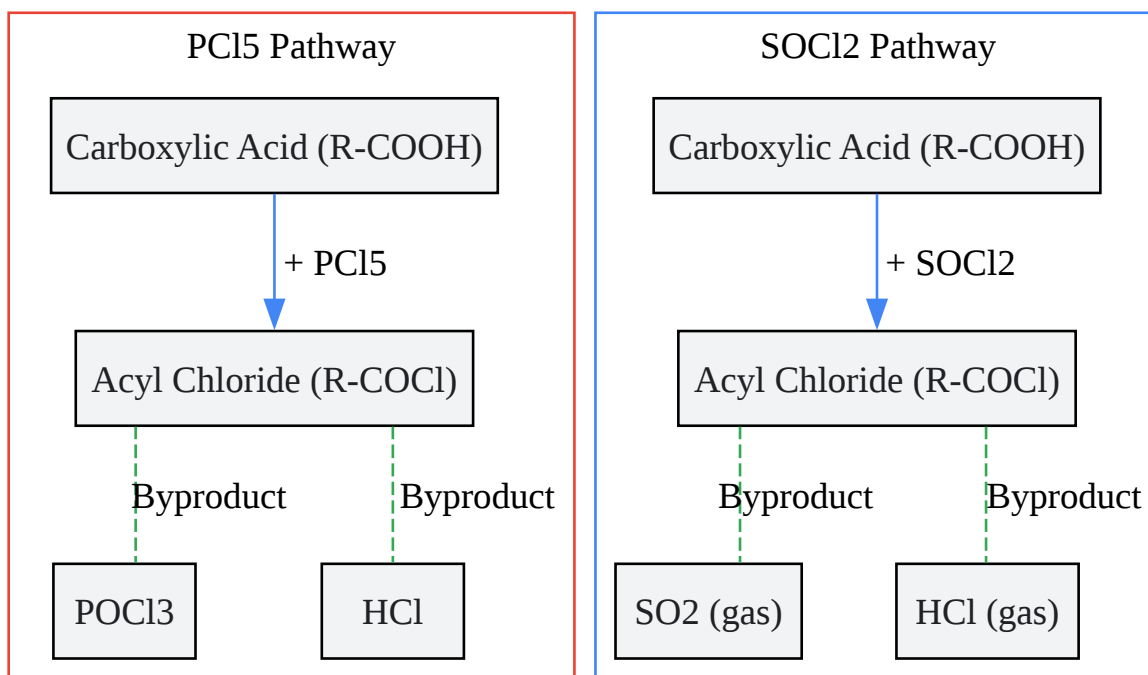 PCl5 Pathway
Carboxylic Acid (R-COOH)
+ PCl5
Acyl Chloride (R-COCl)
Byproduct
Byproduct
POCl3
HCl
SOCl2 Pathway
Carboxylic Acid (R-COOH)
+ SOCl2
Acyl Chloride (R-COCl)
Byproduct
Byproduct
SO2 (gas)
HCl (gas)